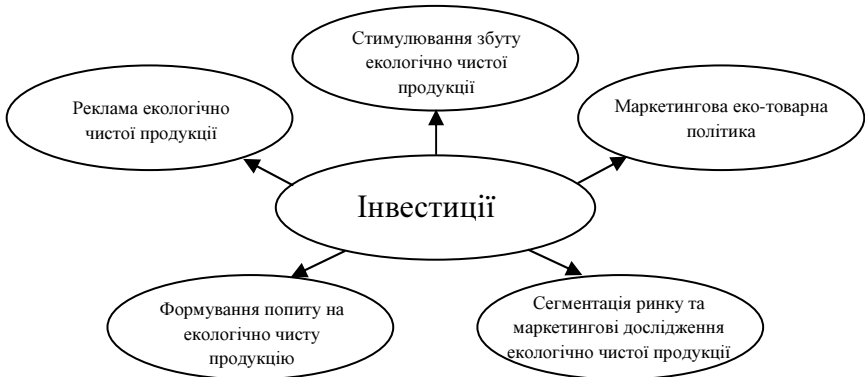 Стимулювання збуту
екологічно чистої
продукції
Реклама екологічно
чистої продукції
Маркетингова еко-товарна
політика
Інвестиції
Формування попиту на
екологічно чисту
продукцію
Сегментація ринку та
маркетингові дослідження
екологічно чистої продукції